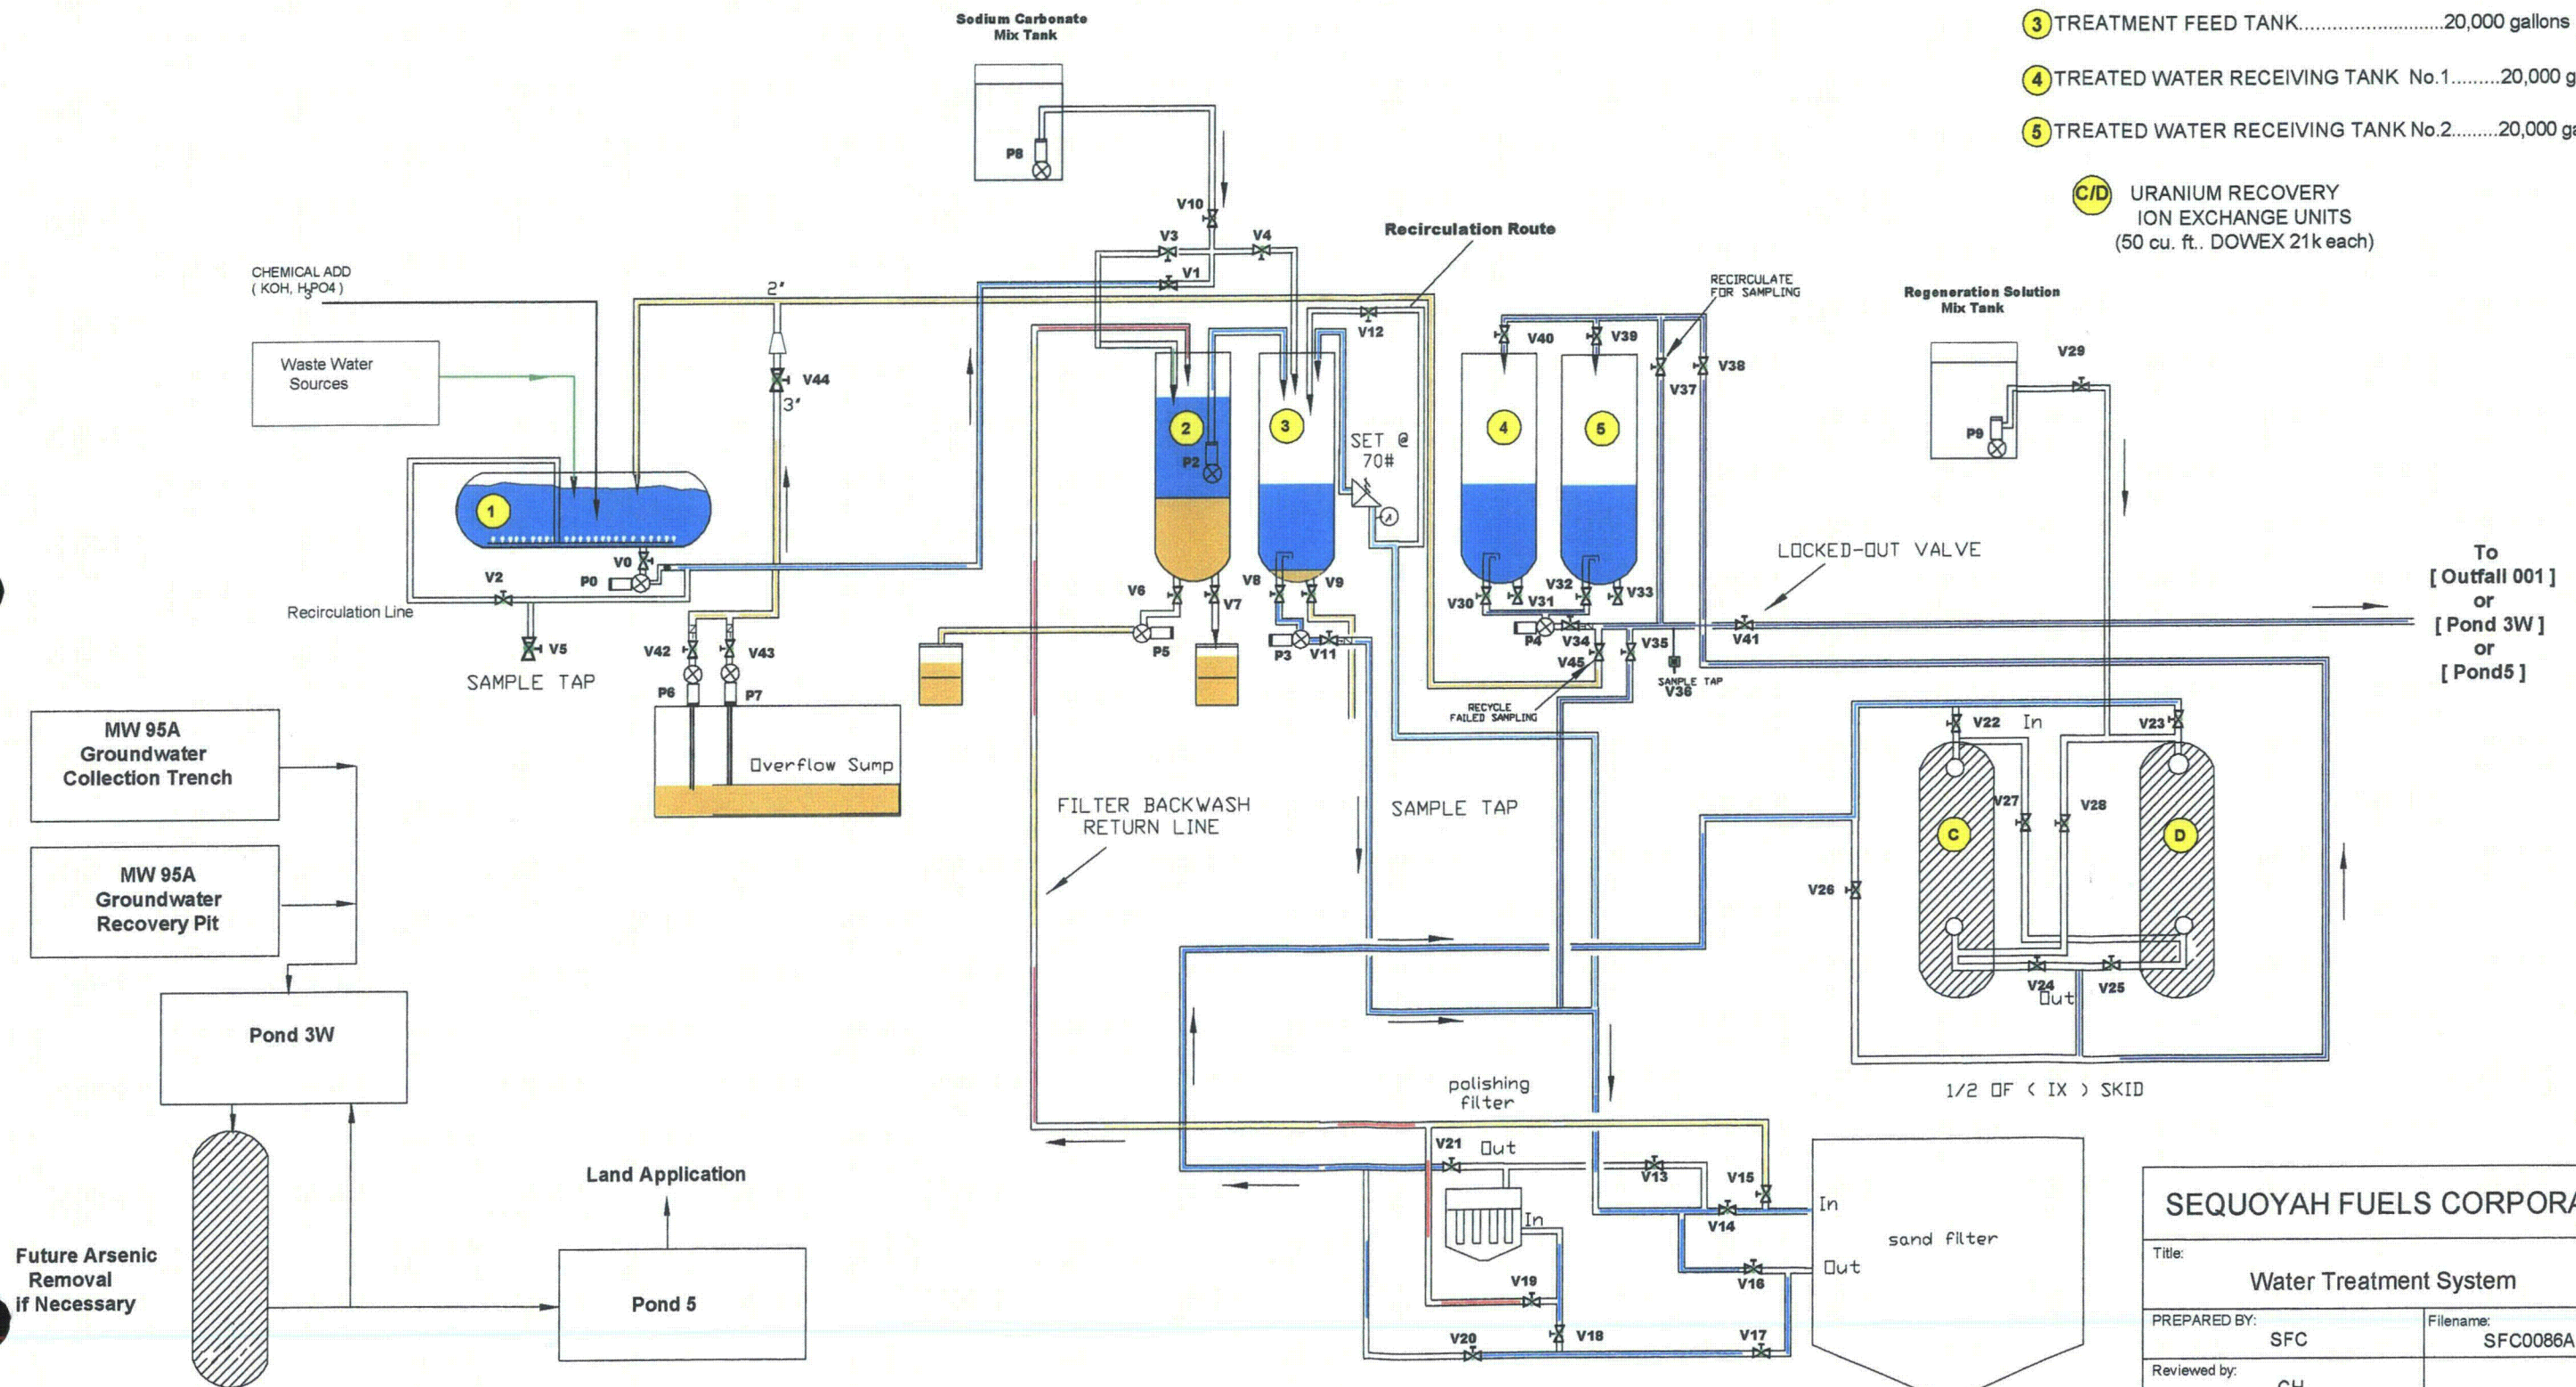 Sodium Carbonate
Mix Tank
P8
V10
V3
V4
V1
Recirculation Route
V12
3 TREATMENT FEED TANK..........................20,000 gallons
4 TREATED WATER RECEIVING TANK No.1.........20,000 g
5 TREATED WATER RECEIVING TANK No.2........20,000 ga
C/D URANIUM RECOVERY
ION EXCHANGE UNITS
(50 cu. ft.. DOWEX 21k each)
CHEMICAL ADD
( KOH, H3PO4 )
Waste Water
Sources
2"
V44
3"
1
V0
P0
V2
Recirculation Line
V5
SAMPLE TAP
V42
V43
P6
P7
Overflow Sump
2
P2
3
SET @
70#
V6
V7
V8
V9
P5
P3
V11
4
5
V40
V39
RECIRCULATE
FOR SAMPLING
V37
V38
V30
V31
V32
V33
P4
V34
V35
V45
SAMPLE TAP
V36
RECYCLE
FAILED SAMPLING
LOCKED-OUT VALVE
V41
To
[ Outfall 001 ]
or
[ Pond 3W ]
or
[ Pond5 ]
Regeneration Solution
Mix Tank
V29
P9
V22
In
V23
V27
V28
C
D
V26
V24
V25
Out
1/2 OF ( IX ) SKID
MW 95A
Groundwater
Collection Trench
MW 95A
Groundwater
Recovery Pit
Pond 3W
Future Arsenic
Removal
if Necessary
Land Application
Pond 5
FILTER BACKWASH
RETURN LINE
SAMPLE TAP
polishing
filter
V21
Out
V13
V15
In
V14
In
sand filter
Out
V16
V19
V18
V20
V17
SEQUOYAH FUELS CORPORA
Title:
Water Treatment System
PREPARED BY:
SFC
Filename:
SFC0086A
Reviewed by: